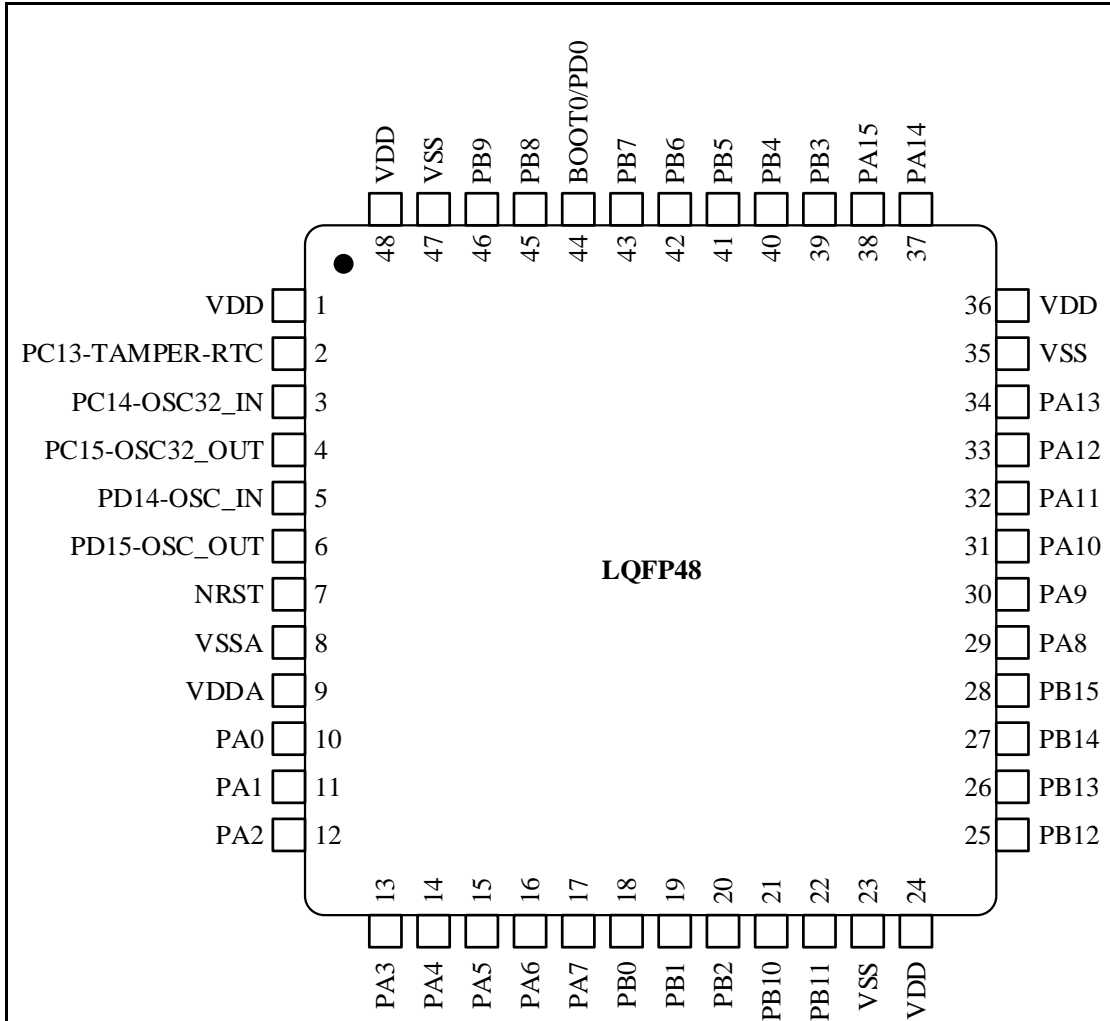 VDD
VSS
PB9
PB8
BOOT0/PD0
PB7
PB6
PB5
PB4
PB3
PA15
PA14
48
47
46
45
44
43
42
41
40
39
38
37
VDD 1
PC13-TAMPER-RTC 2
PC14-OSC32_IN 3
PC15-OSC32_OUT 4
PD14-OSC_IN 5
PD15-OSC_OUT 6
NRST 7
VSSA 8
VDDA 9
PA0 10
PA1 11
PA2 12
LQFP48
36 VDD
35 VSS
34 PA13
33 PA12
32 PA11
31 PA10
30 PA9
29 PA8
28 PB15
27 PB14
26 PB13
25 PB12
13
14
15
16
17
18
19
20
21
22
23
24
PA3
PA4
PA5
PA6
PA7
PB0
PB1
PB2
PB10
PB11
VSS
VDD